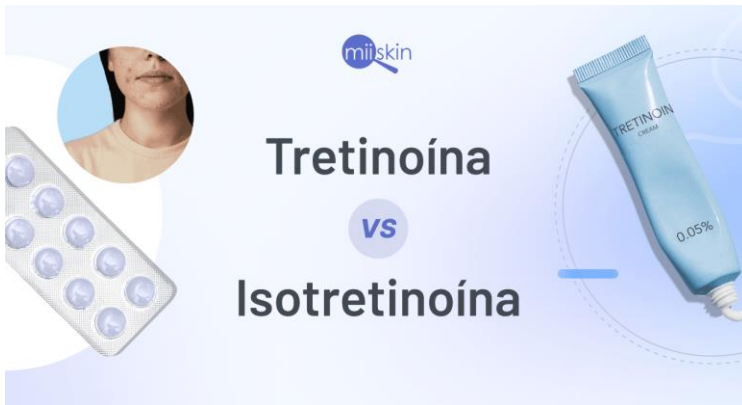 miiskin
Tretinoína
vs
Isotretinoína
TRETINOIN
CREAM
0.05%